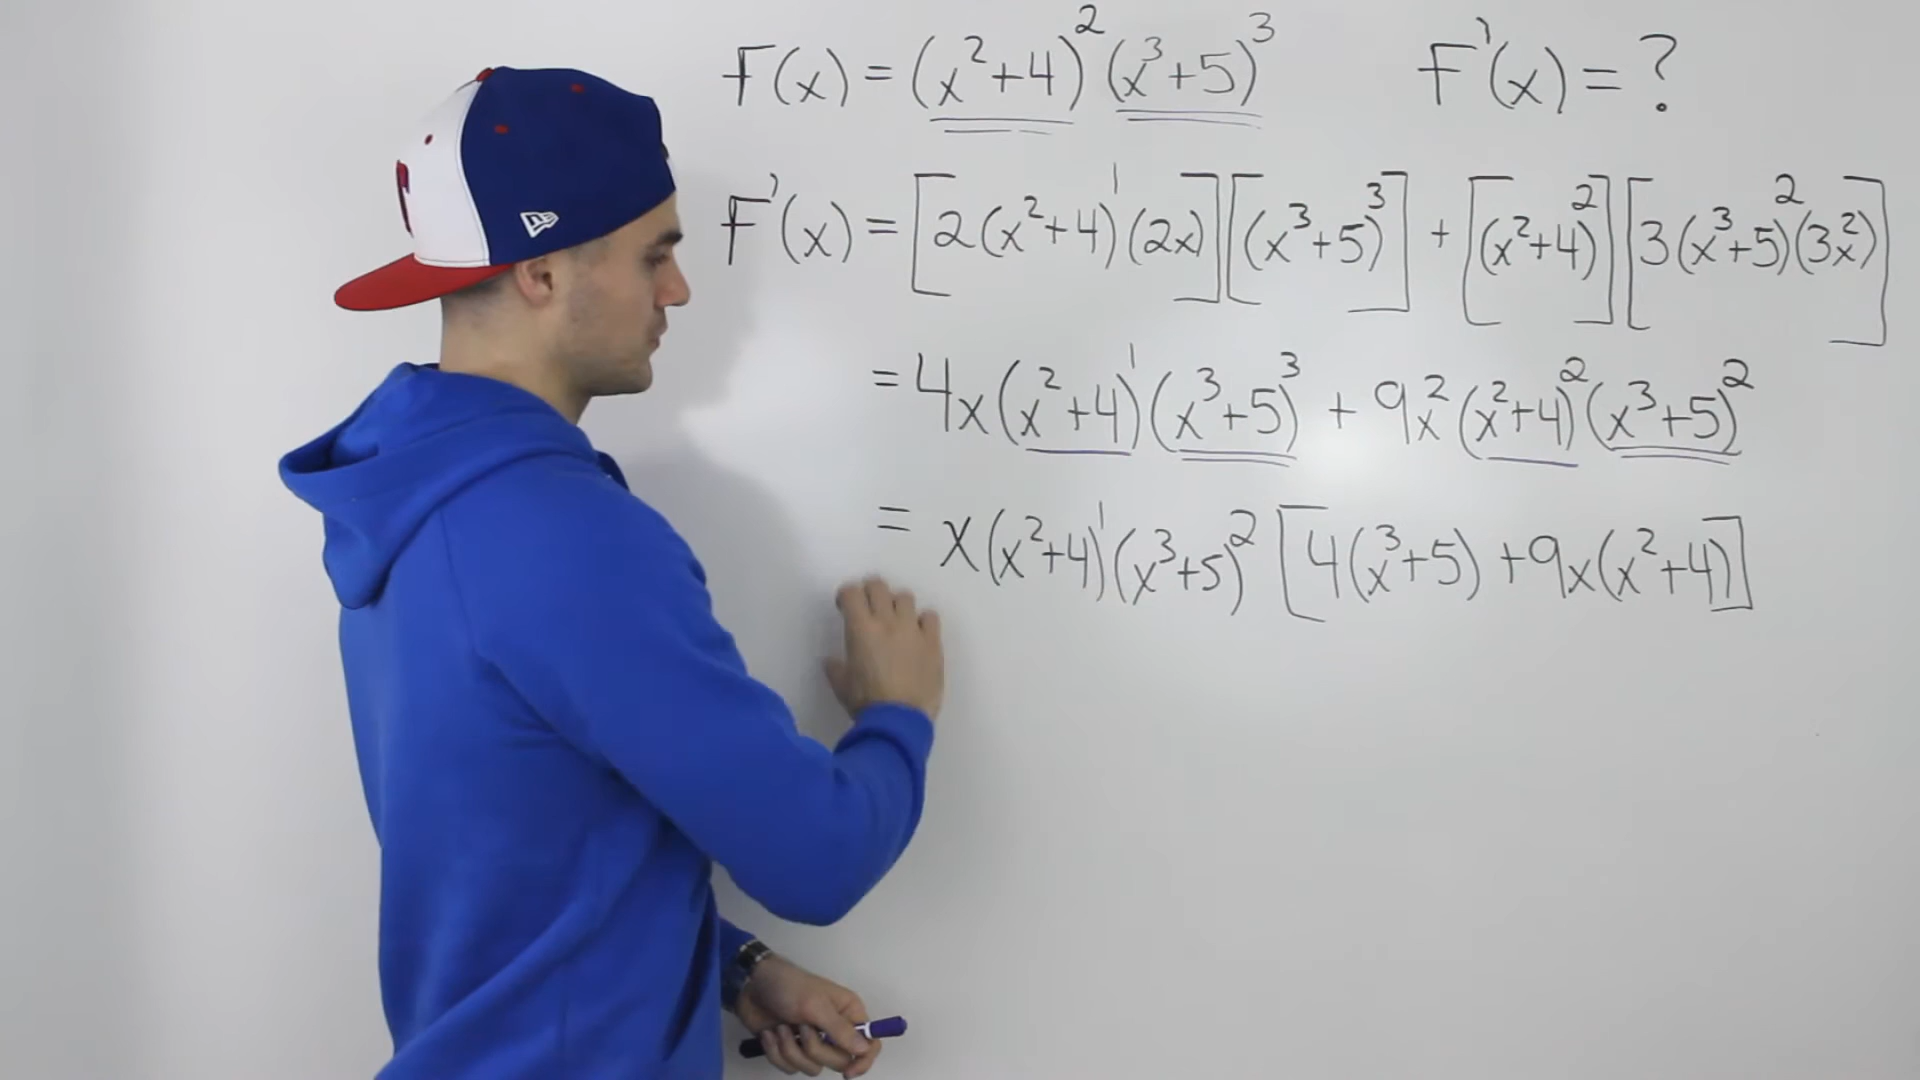 F(x) = (x²+4)²(x³+5)³ F'(x) = ?
F'(x) = [2(x²+4)¹(2x)][(x³+5)³] + [(x²+4)²][3(x³+5)²(3x²)]
= 4x(x²+4)¹(x³+5)³ + 9x²(x²+4)²(x³+5)²
= x(x²+4)¹(x³+5)²[4(x³+5)+9x(x²+4)]